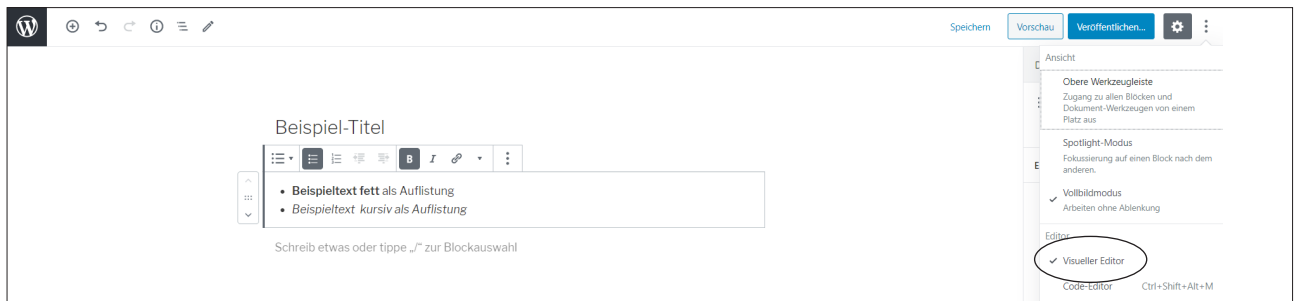 Speichern
Vorschau
Veröffentlichen...
Ansicht
Obere Werkzeugleiste
Zugang zu allen Blöcken und
Dokument-Werkzeugen von einem
Platz aus
Spotlight-Modus
Fokussierung auf einen Block nach dem
anderen.
Vollbildmodus
Arbeiten ohne Ablenkung
Editor
Visueller Editor
Code-Editor Ctrl+Shift+Alt+M
Beispiel-Titel
B I
• Beispieltext fett als Auflistung
• Beispieltext kursiv als Auflistung
Schreib etwas oder tippe „/“ zur Blockauswahl